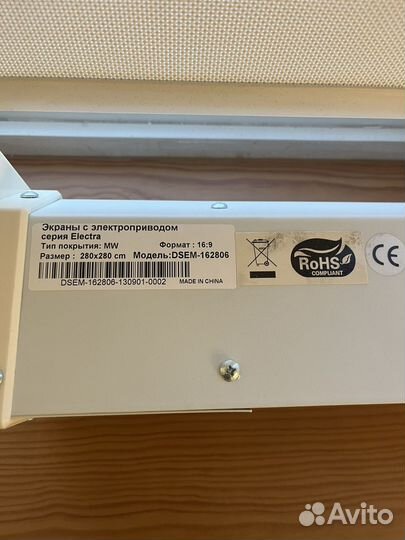 Экраны с электроприводом
серия Electra
Тип покрытия: MW Формат : 16:9
Размер : 280x280 cm Модель:DSEM-162806
DSEM-162806-130901-0002 MADE IN CHINA
RoHS
COMPLIANT
CE
Avito